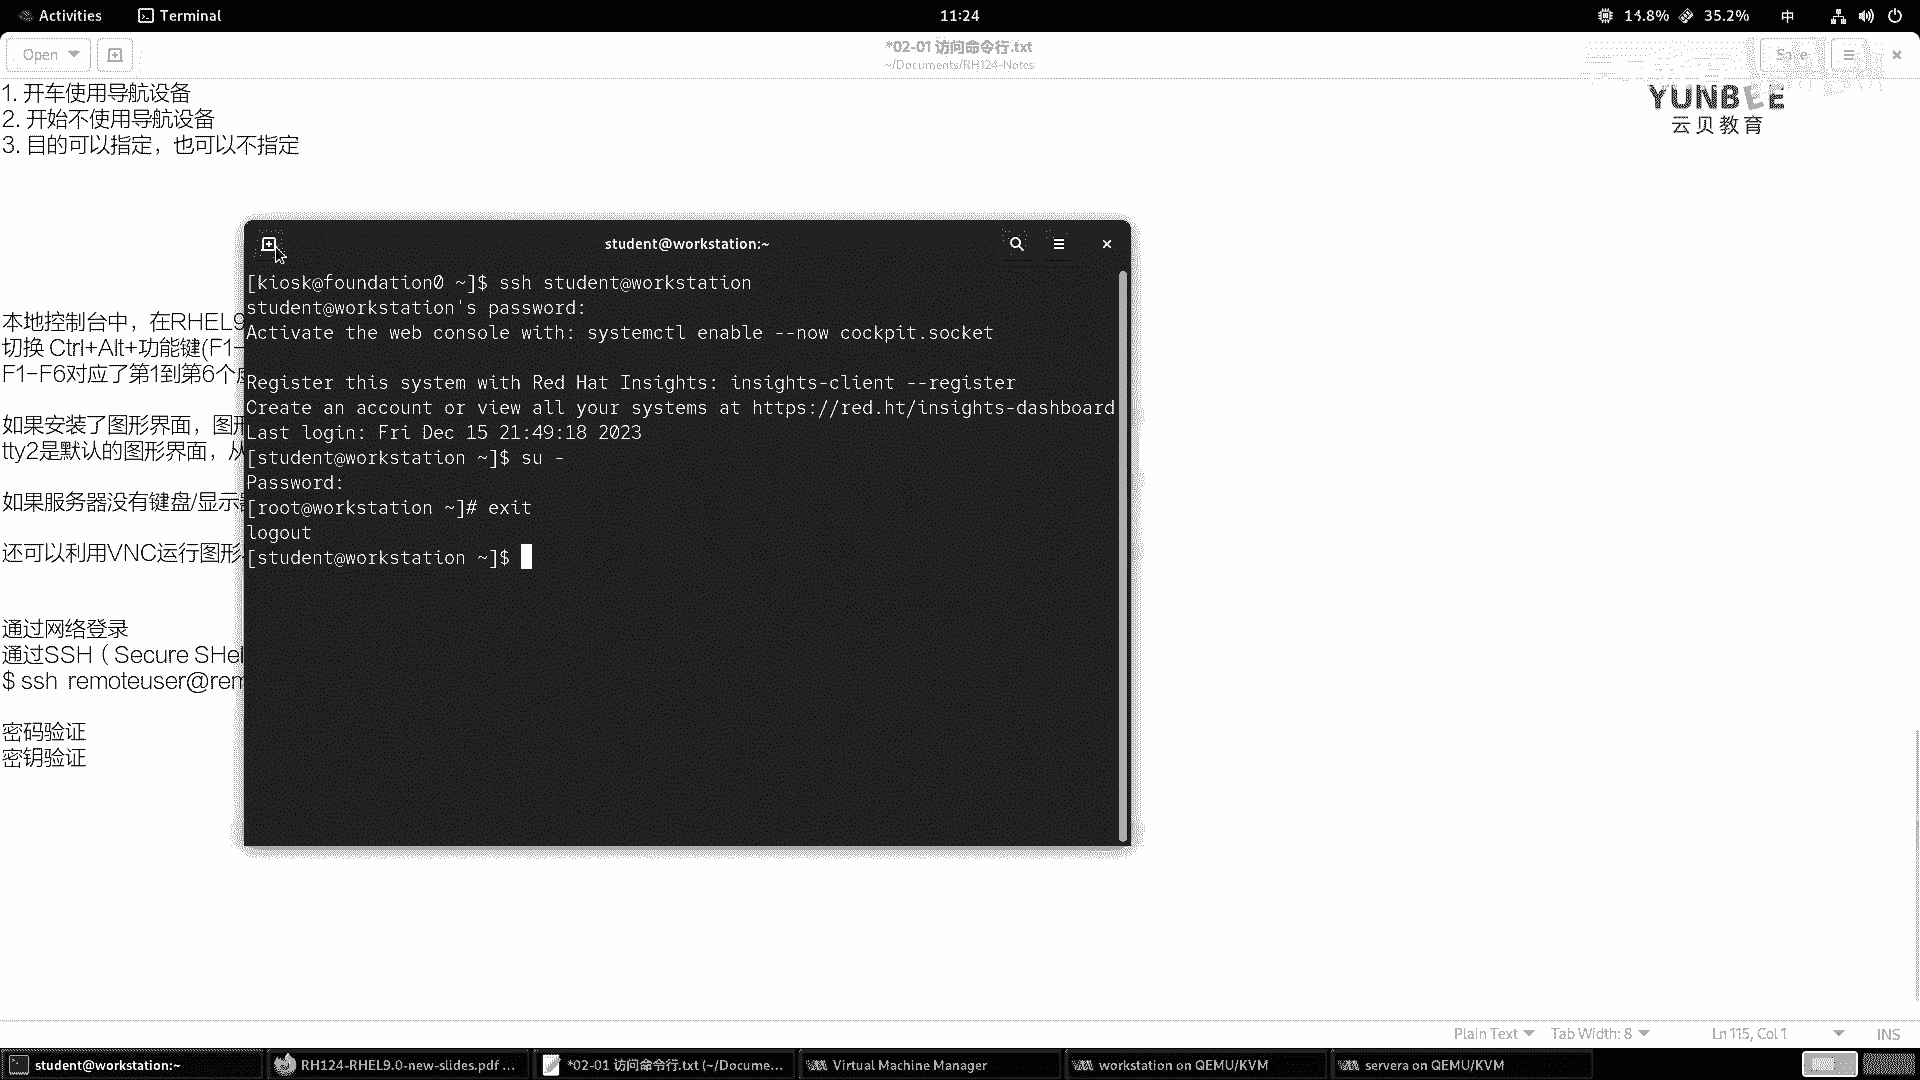 Activities
Terminal
11:24
14.8%
35.2%
中
Open
*02-01 访问命令行.txt
~/Documents/RH124-Notes
Save
YUNBEE
云贝教育
1. 开车使用导航设备
2. 开始不使用导航设备
3. 目的可以指定，也可以不指定
本地控制台中，在RHEL9
切换 Ctrl+Alt+功能键(F1-
F1-F6对应了第1到第6个
如果安装了图形界面，图形
tty2是默认的图形界面，从
如果服务器没有键盘/显示器
还可以利用VNC运行图形
通过网络登录
通过SSH（Secure SHel
$ ssh remoteuser@rem
密码验证
密钥验证
student@workstation:~
[kiosk@foundation0 ~]$ ssh student@workstation
student@workstation's password:
Activate the web console with: systemctl enable --now cockpit.socket
Register this system with Red Hat Insights: insights-client --register
Create an account or view all your systems at https://red.ht/insights-dashboard
Last login: Fri Dec 15 21:49:18 2023
[student@workstation ~]$ su -
Password:
[root@workstation ~]# exit
logout
[student@workstation ~]$
Plain Text
Tab Width: 8
Ln 115, Col 1
INS
student@workstation:~
RH124-RHEL9.0-new-slides.pdf ...
*02-01 访问命令行.txt (~/Docume...
Virtual Machine Manager
workstation on QEMU/KVM
servera on QEMU/KVM